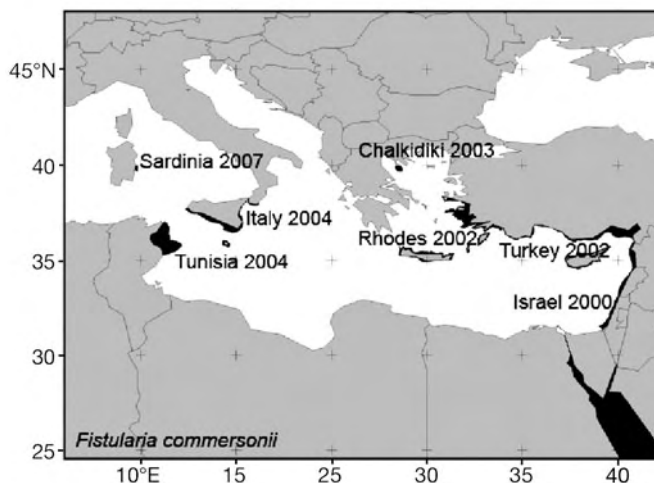 45°N
40
35
30
25
Sardinia 2007
Chalkidiki 2003
Italy 2004
Rhodes 2002
Tunisia 2004
Turkey 2002
Israel 2000
Fistularia commersonii
10°E
15
20
25
30
35
40